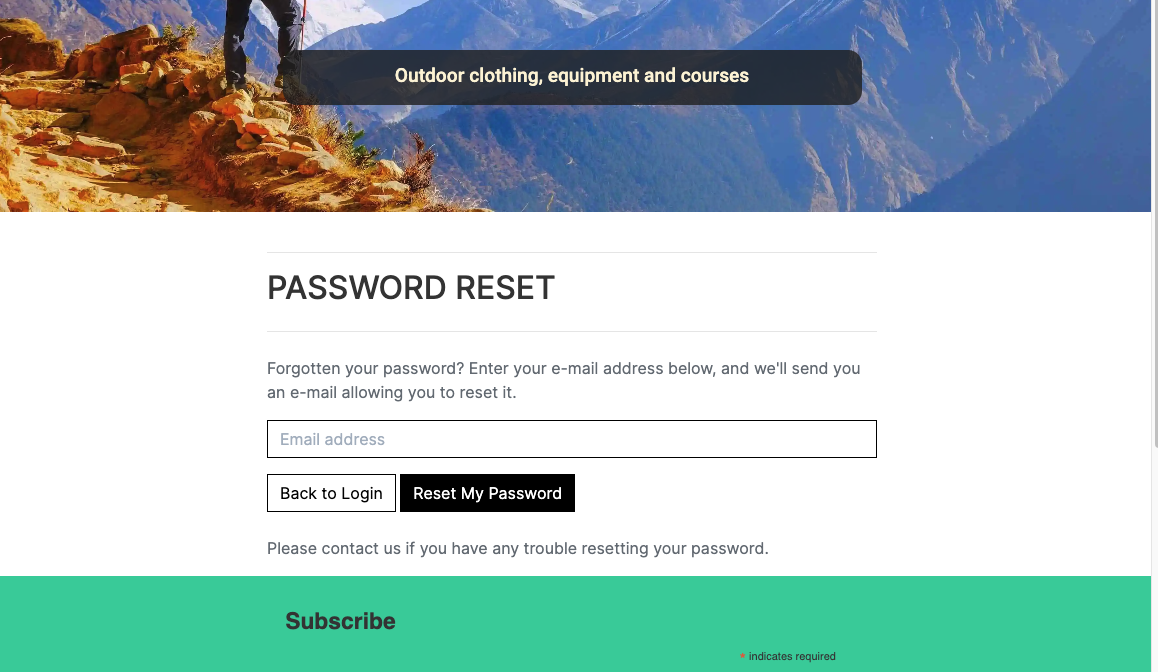 Outdoor clothing, equipment and courses
PASSWORD RESET
Forgotten your password? Enter your e-mail address below, and we'll send you
an e-mail allowing you to reset it.
Email address
Back to Login Reset My Password
Please contact us if you have any trouble resetting your password.
Subscribe
* indicates required